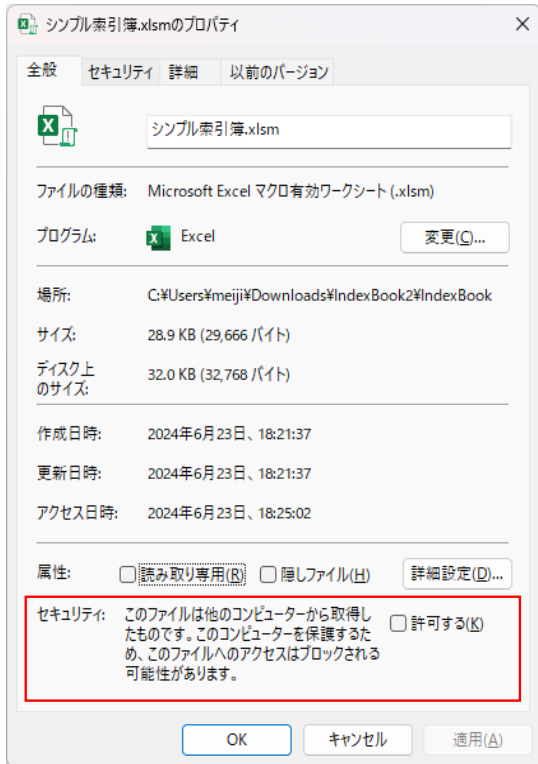 シンプル索引簿.xlsmのプロパティ
全般 セキュリティ 詳細 以前のバージョン
シンプル索引簿.xlsm
ファイルの種類: Microsoft Excel マクロ有効ワークシート (.xlsm)
プログラム: Excel 変更(C)...
場所: C:¥Users¥meiji¥Downloads¥IndexBook2¥IndexBook
サイズ: 28.9 KB (29,666 バイト)
ディスク上
のサイズ: 32.0 KB (32,768 バイト)
作成日時: 2024年6月23日、18:21:37
更新日時: 2024年6月23日、18:21:37
アクセス日時: 2024年6月23日、18:25:02
属性: 読み取り専用(R) 隠しファイル(H) 詳細設定(D)...
セキュリティ: このファイルは他のコンピューターから取得し
たものです。このコンピューターを保護するた
め、このファイルへのアクセスはブロックされる
可能性があります。
許可する(K)
OK キャンセル 適用(A)